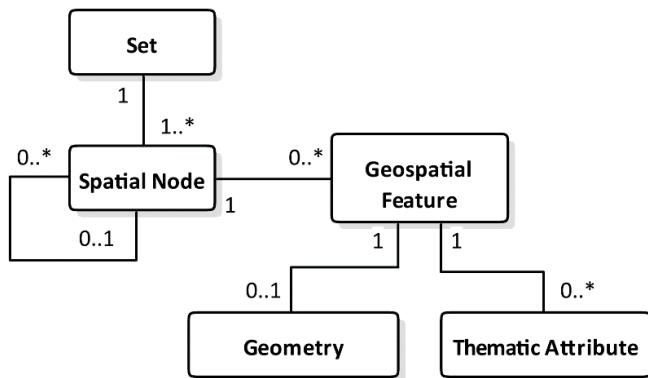 Set
1
1..*
0..*
Spatial Node
0..*
1
0..1
Geospatial
Feature
1
1
0..1
0..*
Geometry
Thematic Attribute